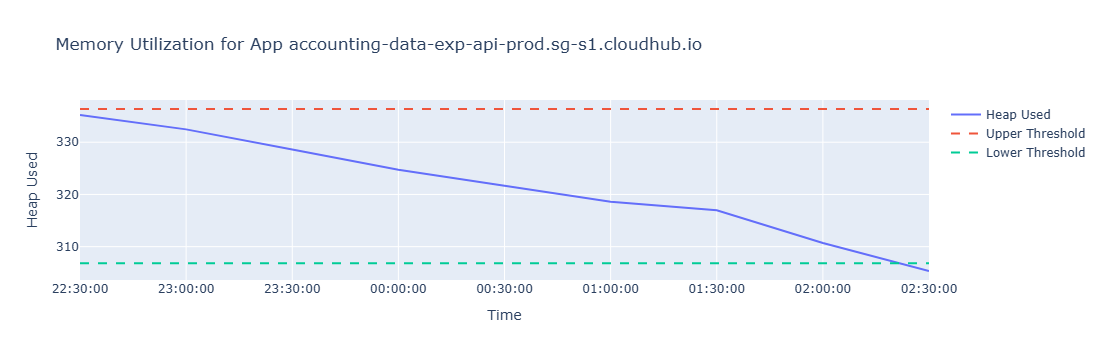 Memory Utilization for App accounting-data-exp-api-prod.sg-s1.cloudhub.io
Heap Used
Upper Threshold
Lower Threshold
330
320
310
Heap Used
22:30:00 23:00:00 23:30:00 00:00:00 00:30:00 01:00:00 01:30:00 02:00:00 02:30:00
Time